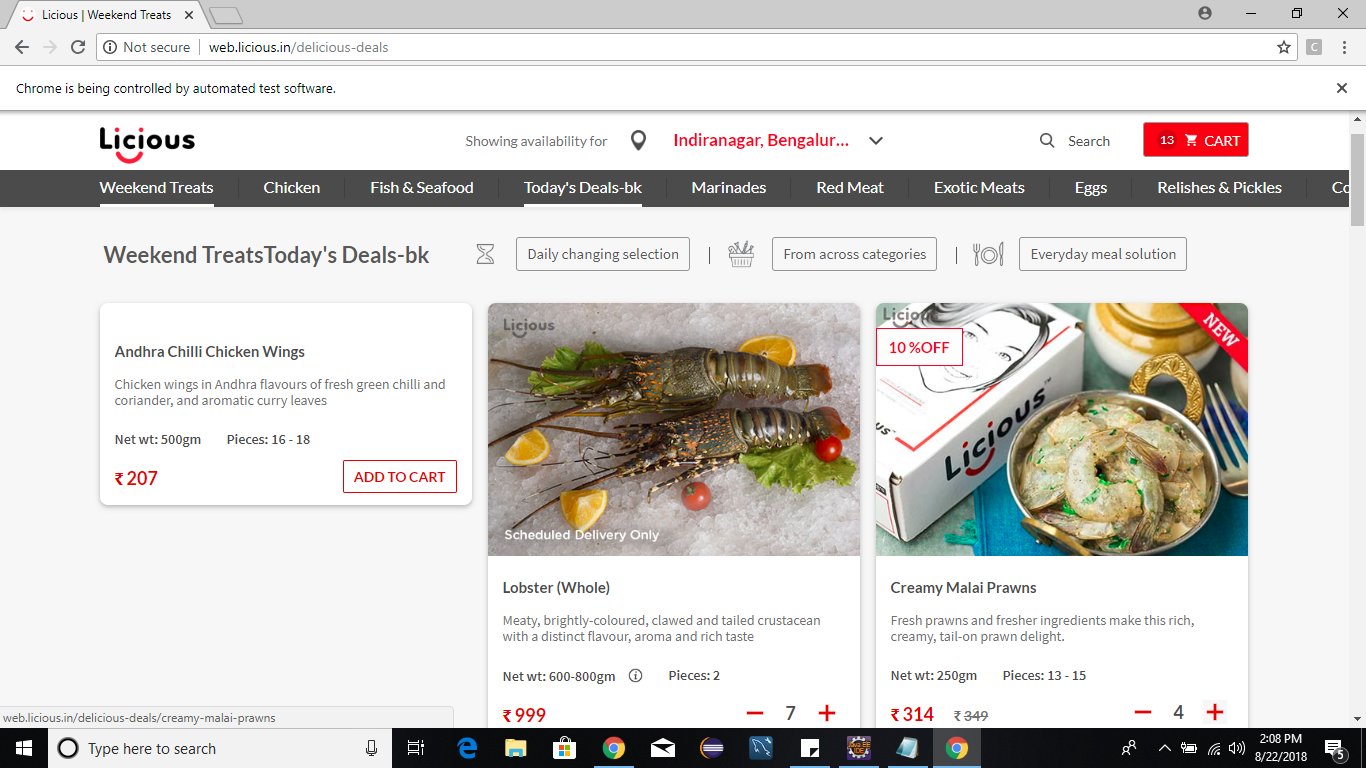 Licious | Weekend Treats
Not secure
web.licious.in/delicious-deals
C
Chrome is being controlled by automated test software.
Licious
Showing availability for
Indiranagar, Bengalur...
Search
13
CART
Weekend Treats
Chicken
Fish & Seafood
Today's Deals-bk
Marinades
Red Meat
Exotic Meats
Eggs
Relishes & Pickles
Co
Weekend TreatsToday's Deals-bk
Daily changing selection
|
From across categories
|
Everyday meal solution
Andhra Chilli Chicken Wings
Chicken wings in Andhra flavours of fresh green chilli and
coriander, and aromatic curry leaves
Net wt: 500gm
Pieces: 16 - 18
₹ 207
ADD TO CART
Licious
Scheduled Delivery Only
Lobster (Whole)
Meaty, brightly-coloured, clawed and tailed crustacean
with a distinct flavour, aroma and rich taste
Net wt: 600-800gm
Pieces: 2
₹ 999
7
Licious
10 %OFF
NEW
Licious
Creamy Malai Prawns
Fresh prawns and fresher ingredients make this rich,
creamy, tail-on prawn delight.
Net wt: 250gm
Pieces: 13 - 15
₹ 314
₹ 349
4
web.licious.in/delicious-deals/creamy-malai-prawns
Type here to search
2:08 PM
8/22/2018
5